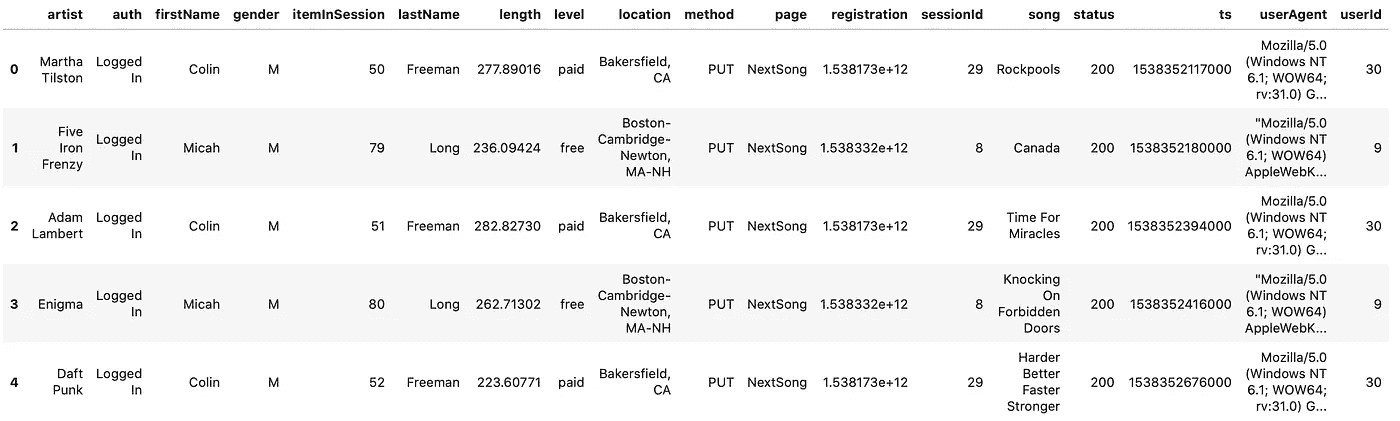 artist auth firstName gender itemInSession lastName length level location method page registration sessionId song status ts userAgent userId
0 Martha Tilston Logged In Colin M 50 Freeman 277.89016 paid Bakersfield, CA PUT NextSong 1.538173e+12 29 Rockpools 200 1538352117000 Mozilla/5.0 (Windows NT 6.1; WOW64; rv:31.0) G... 30
1 Five Iron Frenzy Logged In Micah M 79 Long 236.09424 free Boston-Cambridge-Newton, MA-NH PUT NextSong 1.538332e+12 8 Canada 200 1538352180000 "Mozilla/5.0 (Windows NT 6.1; WOW64) AppleWebK... 9
2 Adam Lambert Logged In Colin M 51 Freeman 282.82730 paid Bakersfield, CA PUT NextSong 1.538173e+12 29 Time For Miracles 200 1538352394000 Mozilla/5.0 (Windows NT 6.1; WOW64; rv:31.0) G... 30
3 Enigma Logged In Micah M 80 Long 262.71302 free Boston-Cambridge-Newton, MA-NH PUT NextSong 1.538332e+12 8 Knocking On Forbidden Doors 200 1538352416000 "Mozilla/5.0 (Windows NT 6.1; WOW64) AppleWebK... 9
4 Daft Punk Logged In Colin M 52 Freeman 223.60771 paid Bakersfield, CA PUT NextSong 1.538173e+12 29 Harder Better Faster Stronger 200 1538352676000 Mozilla/5.0 (Windows NT 6.1; WOW64; rv:31.0) G... 30